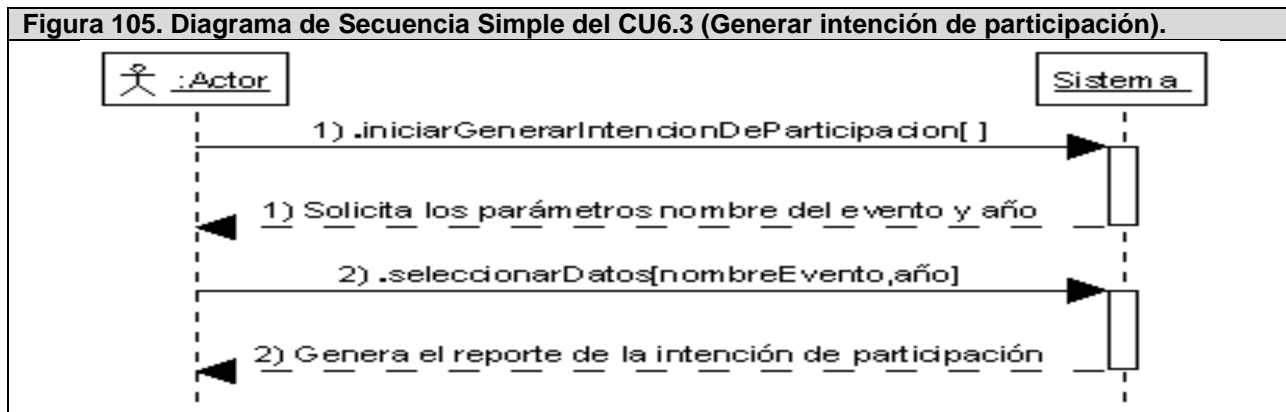 Figura 105. Diagrama de Secuencia Simple del CU6.3 (Generar intención de participación).
:Actor
Sistema
1) .iniciarGenerarIntencionDeParticipacion[ ]
1) Solicita los parámetros nombre del evento y año
2) .seleccionarDatos[nombreEvento,año]
2) Genera el reporte de la intención de participación